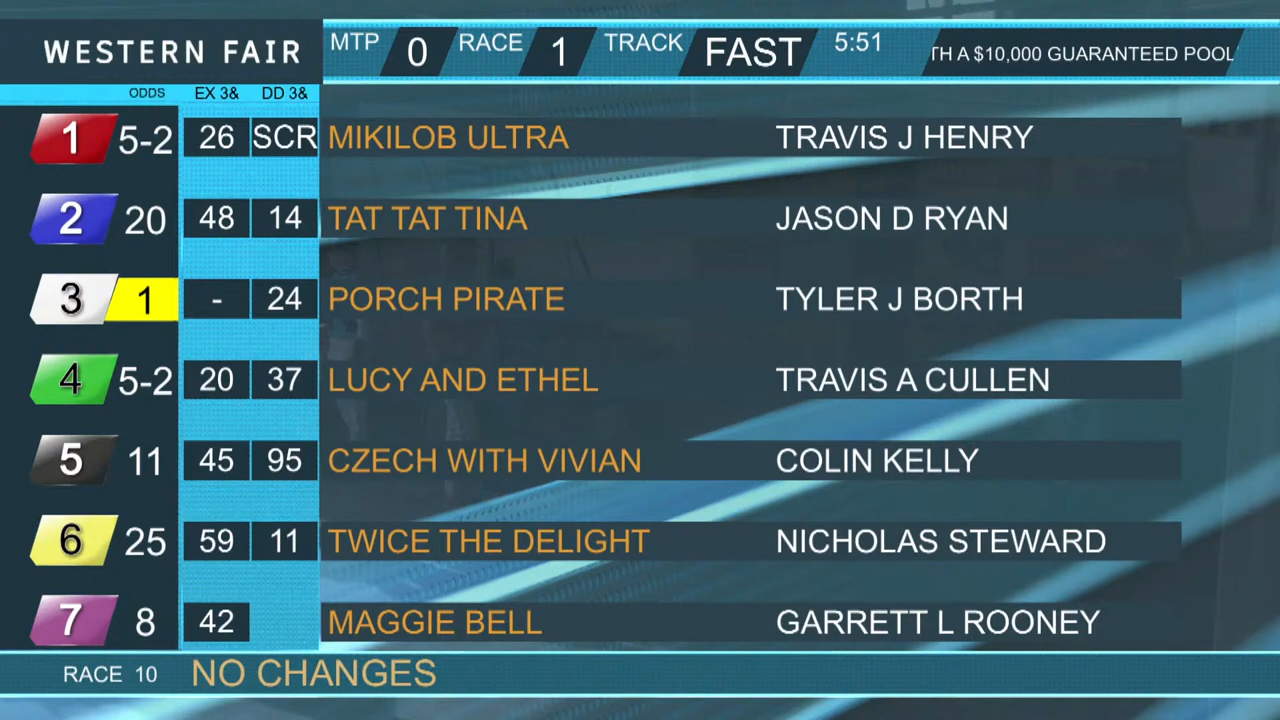 WESTERN FAIR MTP 0 RACE 1 TRACK FAST 5:51 TH A $10,000 GUARANTEED POOL
ODDS EX 3& DD 3&
1 5-2 26 SCR MIKILOB ULTRA TRAVIS J HENRY
2 20 48 14 TAT TAT TINA JASON D RYAN
3 1 - 24 PORCH PIRATE TYLER J BORTH
4 5-2 20 37 LUCY AND ETHEL TRAVIS A CULLEN
5 11 45 95 CZECH WITH VIVIAN COLIN KELLY
6 25 59 11 TWICE THE DELIGHT NICHOLAS STEWARD
7 8 42 MAGGIE BELL GARRETT L ROONEY
RACE 10 NO CHANGES